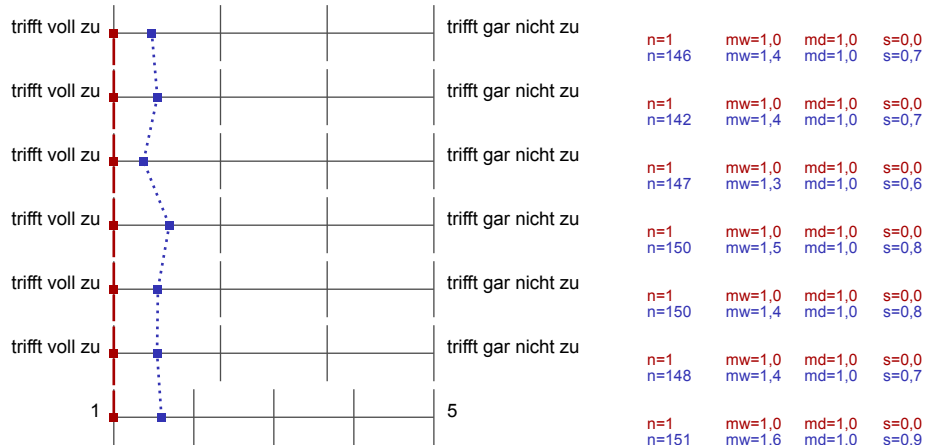 trifft voll zu trifft gar nicht zu
n=1 mw=1,0 md=1,0 s=0,0
n=146 mw=1,4 md=1,0 s=0,7
trifft voll zu trifft gar nicht zu
n=1 mw=1,0 md=1,0 s=0,0
n=142 mw=1,4 md=1,0 s=0,7
trifft voll zu trifft gar nicht zu
n=1 mw=1,0 md=1,0 s=0,0
n=147 mw=1,3 md=1,0 s=0,6
trifft voll zu trifft gar nicht zu
n=1 mw=1,0 md=1,0 s=0,0
n=150 mw=1,5 md=1,0 s=0,8
trifft voll zu trifft gar nicht zu
n=1 mw=1,0 md=1,0 s=0,0
n=150 mw=1,4 md=1,0 s=0,8
trifft voll zu trifft gar nicht zu
n=1 mw=1,0 md=1,0 s=0,0
n=148 mw=1,4 md=1,0 s=0,7
1 5
n=1 mw=1,0 md=1,0 s=0,0
n=151 mw=1,6 md=1,0 s=0,9